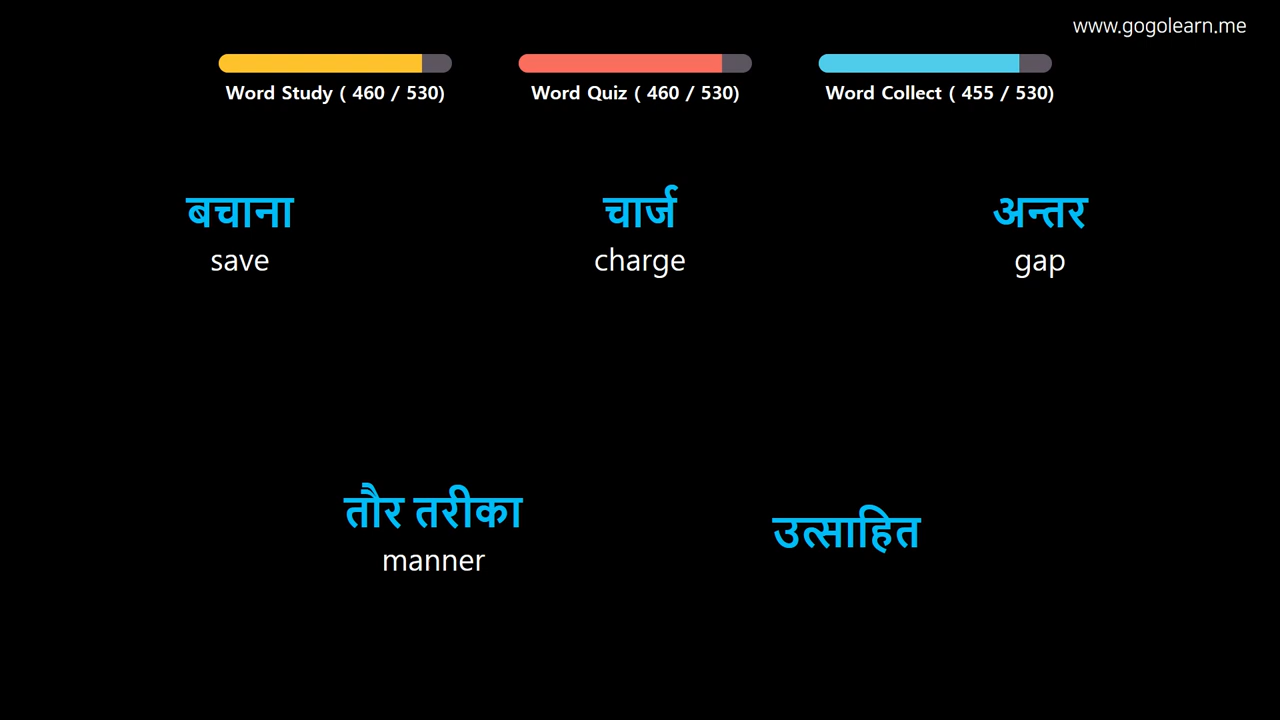 www.gogolearn.me
Word Study ( 460 / 530)
Word Quiz ( 460 / 530)
Word Collect ( 455 / 530)
बचाना
save
चार्ज
charge
अन्तर
gap
तौर तरीका
manner
उत्साहित